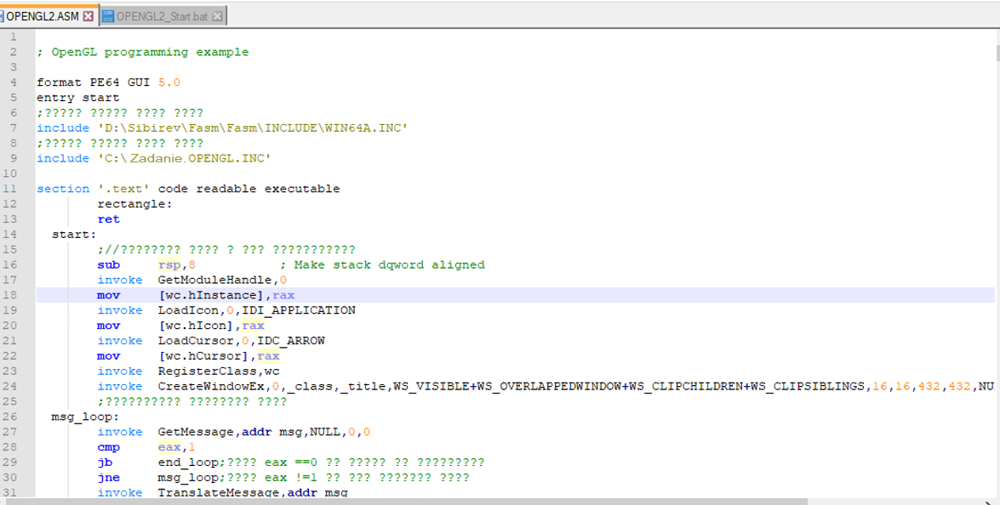 OPENGL2.ASM OPENGL2_Start.bat
1
2 ; OpenGL programming example
3
4 format PE64 GUI 5.0
5 entry start
6 ;????? ????? ???? ????
7 include 'D:\Sibirev\Fasm\Fasm\INCLUDE\WIN64A.INC'
8 ;????? ????? ???? ????
9 include 'C:\Zadanie.OPENGL.INC'
10
11 section '.text' code readable executable
12 rectangle:
13 ret
14 start:
15 ;//???????? ???? ? ??? ???????????
16 sub rsp,8 ; Make stack dqword aligned
17 invoke GetModuleHandle,0
18 mov [wc.hInstance],rax
19 invoke LoadIcon,0,IDI_APPLICATION
20 mov [wc.hIcon],rax
21 invoke LoadCursor,0,IDC_ARROW
22 mov [wc.hCursor],rax
23 invoke RegisterClass,wc
24 invoke CreateWindowEx,0,_class,_title,WS_VISIBLE+WS_OVERLAPPEDWINDOW+WS_CLIPCHILDREN+WS_CLIPSIBLINGS,16,16,432,432,NU
25 ;?????????? ???????? ????
26 msg_loop:
27 invoke GetMessage,addr msg,NULL,0,0
28 cmp eax,1
29 jb end_loop;???? eax ==0 ?? ????? ?? ?????????
30 jne msg_loop;???? eax !=1 ?? ??? ??????? ????
31 invoke TranslateMessage,addr msg